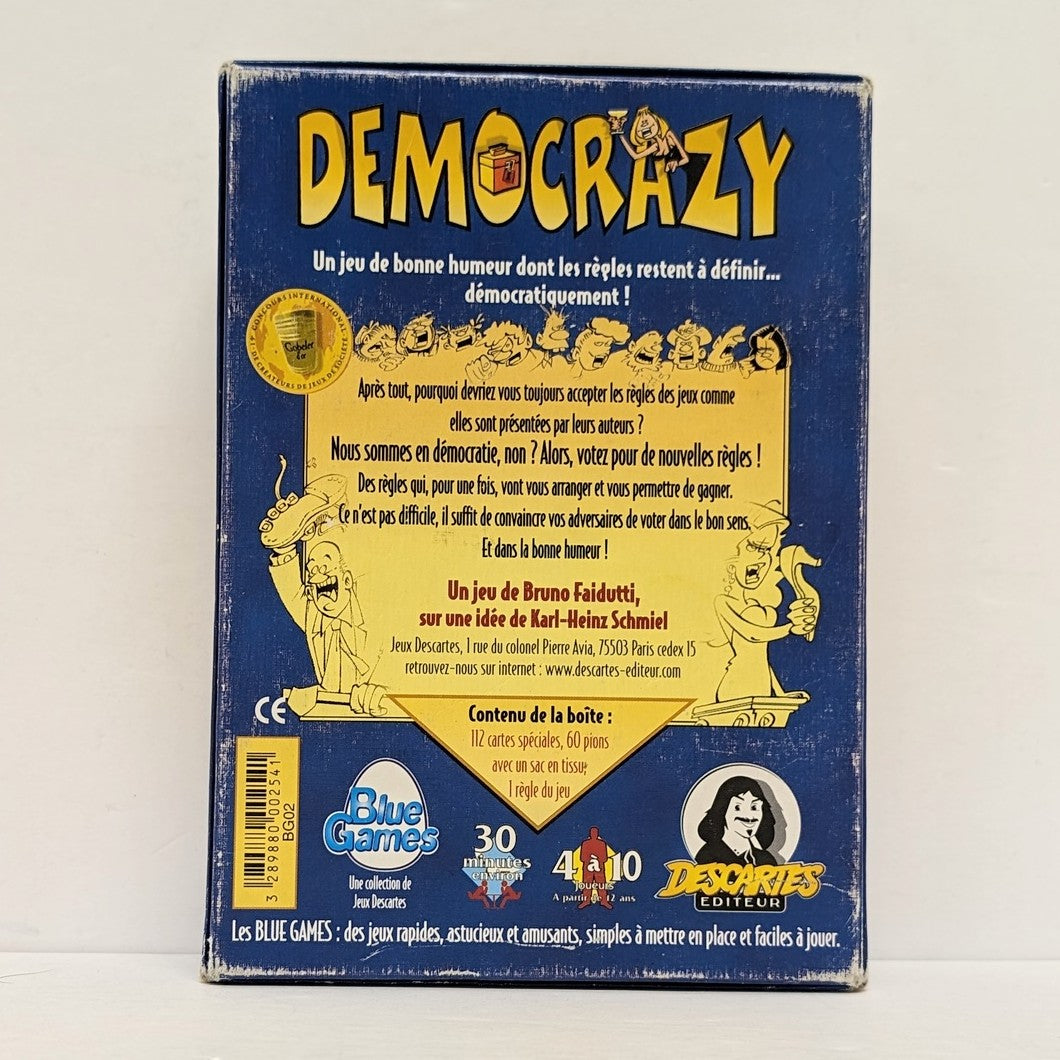 DEMOCRAZY
Un jeu de bonne humeur dont les règles restent à définir...
démocratiquement !
CONCOURS INTERNATIONAL
DE CRÉATEURS DE JEUX DE SOCIÉTÉ
Gobelet
d'or
Après tout, pourquoi devriez vous toujours accepter les règles des jeux comme
elles sont présentées par leurs auteurs ?
Nous sommes en démocratie, non ? Alors, votez pour de nouvelles règles !
Des règles qui, pour une fois, vont vous arranger et vous permettre de gagner.
Ce n'est pas difficile, il suffit de convaincre vos adversaires de voter dans le bon sens.
Et dans la bonne humeur !
Un jeu de Bruno Faidutti,
sur une idée de Karl-Heinz Schmiel
Jeux Descartes, 1 rue du colonel Pierre Avia, 75503 Paris cedex 15
retrouvez-nous sur internet : www.descartes-editeur.com
CE
Contenu de la boîte :
112 cartes spéciales, 60 pions
avec un sac en tissu,
1 règle du jeu
3 289880 002541
BG02
Blue
Games
Une collection de
Jeux Descartes
30
minutes
environ
4 à 10
joueurs
A partir de 12 ans
DESCARTES
EDITEUR
Les BLUE GAMES : des jeux rapides, astucieux et amusants, simples à mettre en place et faciles à jouer.